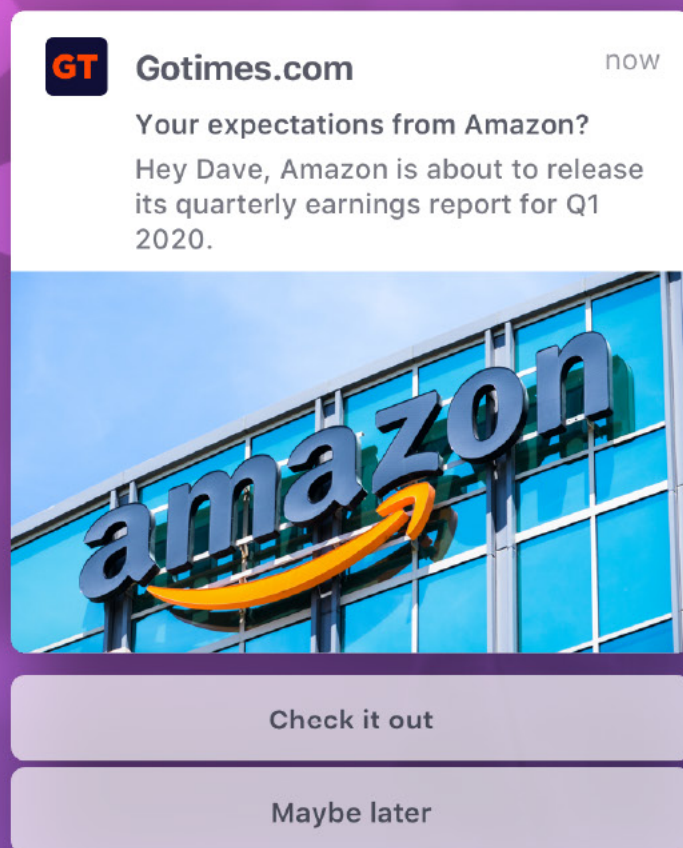 GT
Gotimes.com
now
Your expectations from Amazon?
Hey Dave, Amazon is about to release
its quarterly earnings report for Q1
2020.
amazon
Check it out
Maybe later